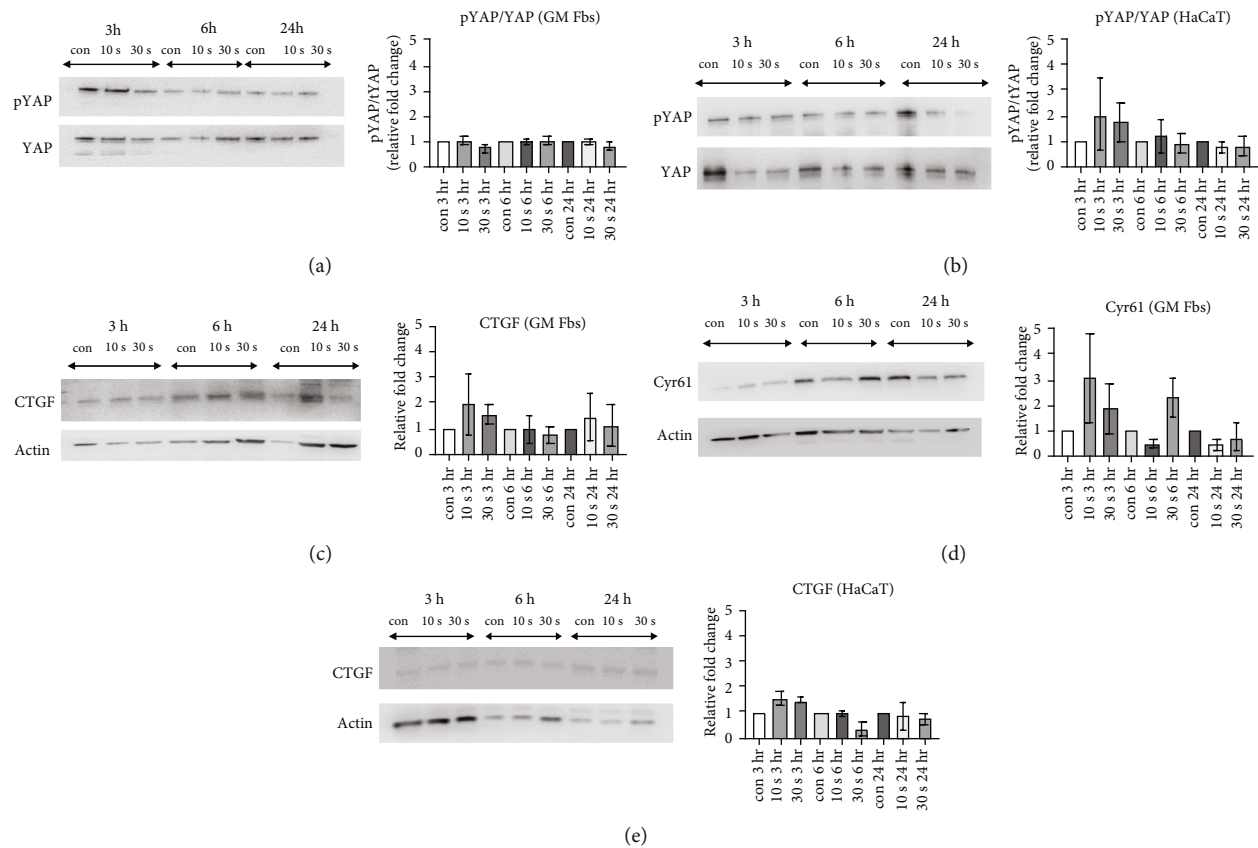 3h 6h 24h
con 10 s 30 s con 10 s 30 s con 10 s 30 s
pYAP
YAP
pYAP/YAP (GM Fbs)
pYAP/tYAP
(relative fold change)
5
4
3
2
1
0
con 3 hr
10 s 3 hr
30 s 3 hr
con 6 hr
10 s 6 hr
30 s 6 hr
con 24 hr
10 s 24 hr
30 s 24 hr
(a)
3 h 6 h 24 h
con 10 s 30 s con 10 s 30 s con 10 s 30 s
pYAP
YAP
pYAP/YAP (HaCaT)
pYAP/tYAP
(relative fold change)
5
4
3
2
1
0
con 3 hr
10 s 3 hr
30 s 3 hr
con 6 hr
10 s 6 hr
30 s 6 hr
con 24 hr
10 s 24 hr
30 s 24 hr
(b)
3 h 6 h 24 h
con 10 s 30 s con 10 s 30 s con 10 s 30 s
CTGF
Actin
CTGF (GM Fbs)
Relative fold change
5
4
3
2
1
0
con 3 hr
10 s 3 hr
30 s 3 hr
con 6 hr
10 s 6 hr
30 s 6 hr
con 24 hr
10 s 24 hr
30 s 24 hr
(c)
3 h 6 h 24 h
con 10 s 30 s con 10 s 30 s con 10 s 30 s
Cyr61
Actin
Cyr61 (GM Fbs)
Relative fold change
5
4
3
2
1
0
con 3 hr
10 s 3 hr
30 s 3 hr
con 6 hr
10 s 6 hr
30 s 6 hr
con 24 hr
10 s 24 hr
30 s 24 hr
(d)
3 h 6 h 24 h
con 10 s 30 s con 10 s 30 s con 10 s 30 s
CTGF
Actin
CTGF (HaCaT)
Relative fold change
5
4
3
2
1
0
con 3 hr
10 s 3 hr
30 s 3 hr
con 6 hr
10 s 6 hr
30 s 6 hr
con 24 hr
10 s 24 hr
30 s 24 hr
(e)